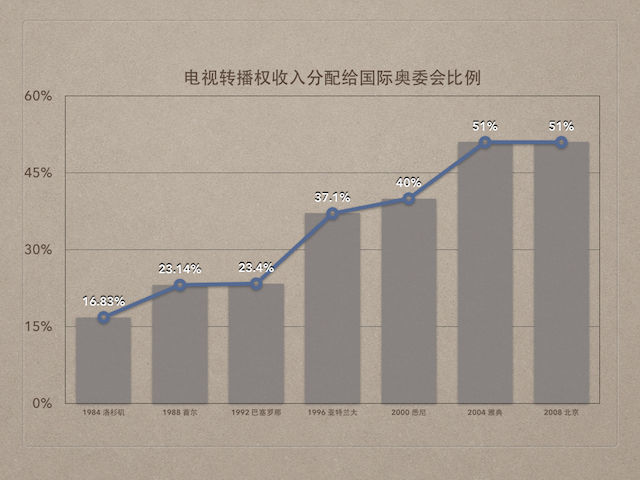 电视转播权收入分配给国际奥委会比例
60%
45%
30%
15%
0%
16.83%
23.14%
23.4%
37.1%
40%
51%
51%
1984 洛杉矶
1988 首尔
1992 巴塞罗那
1996 亚特兰大
2000 悉尼
2004 雅典
2008 北京